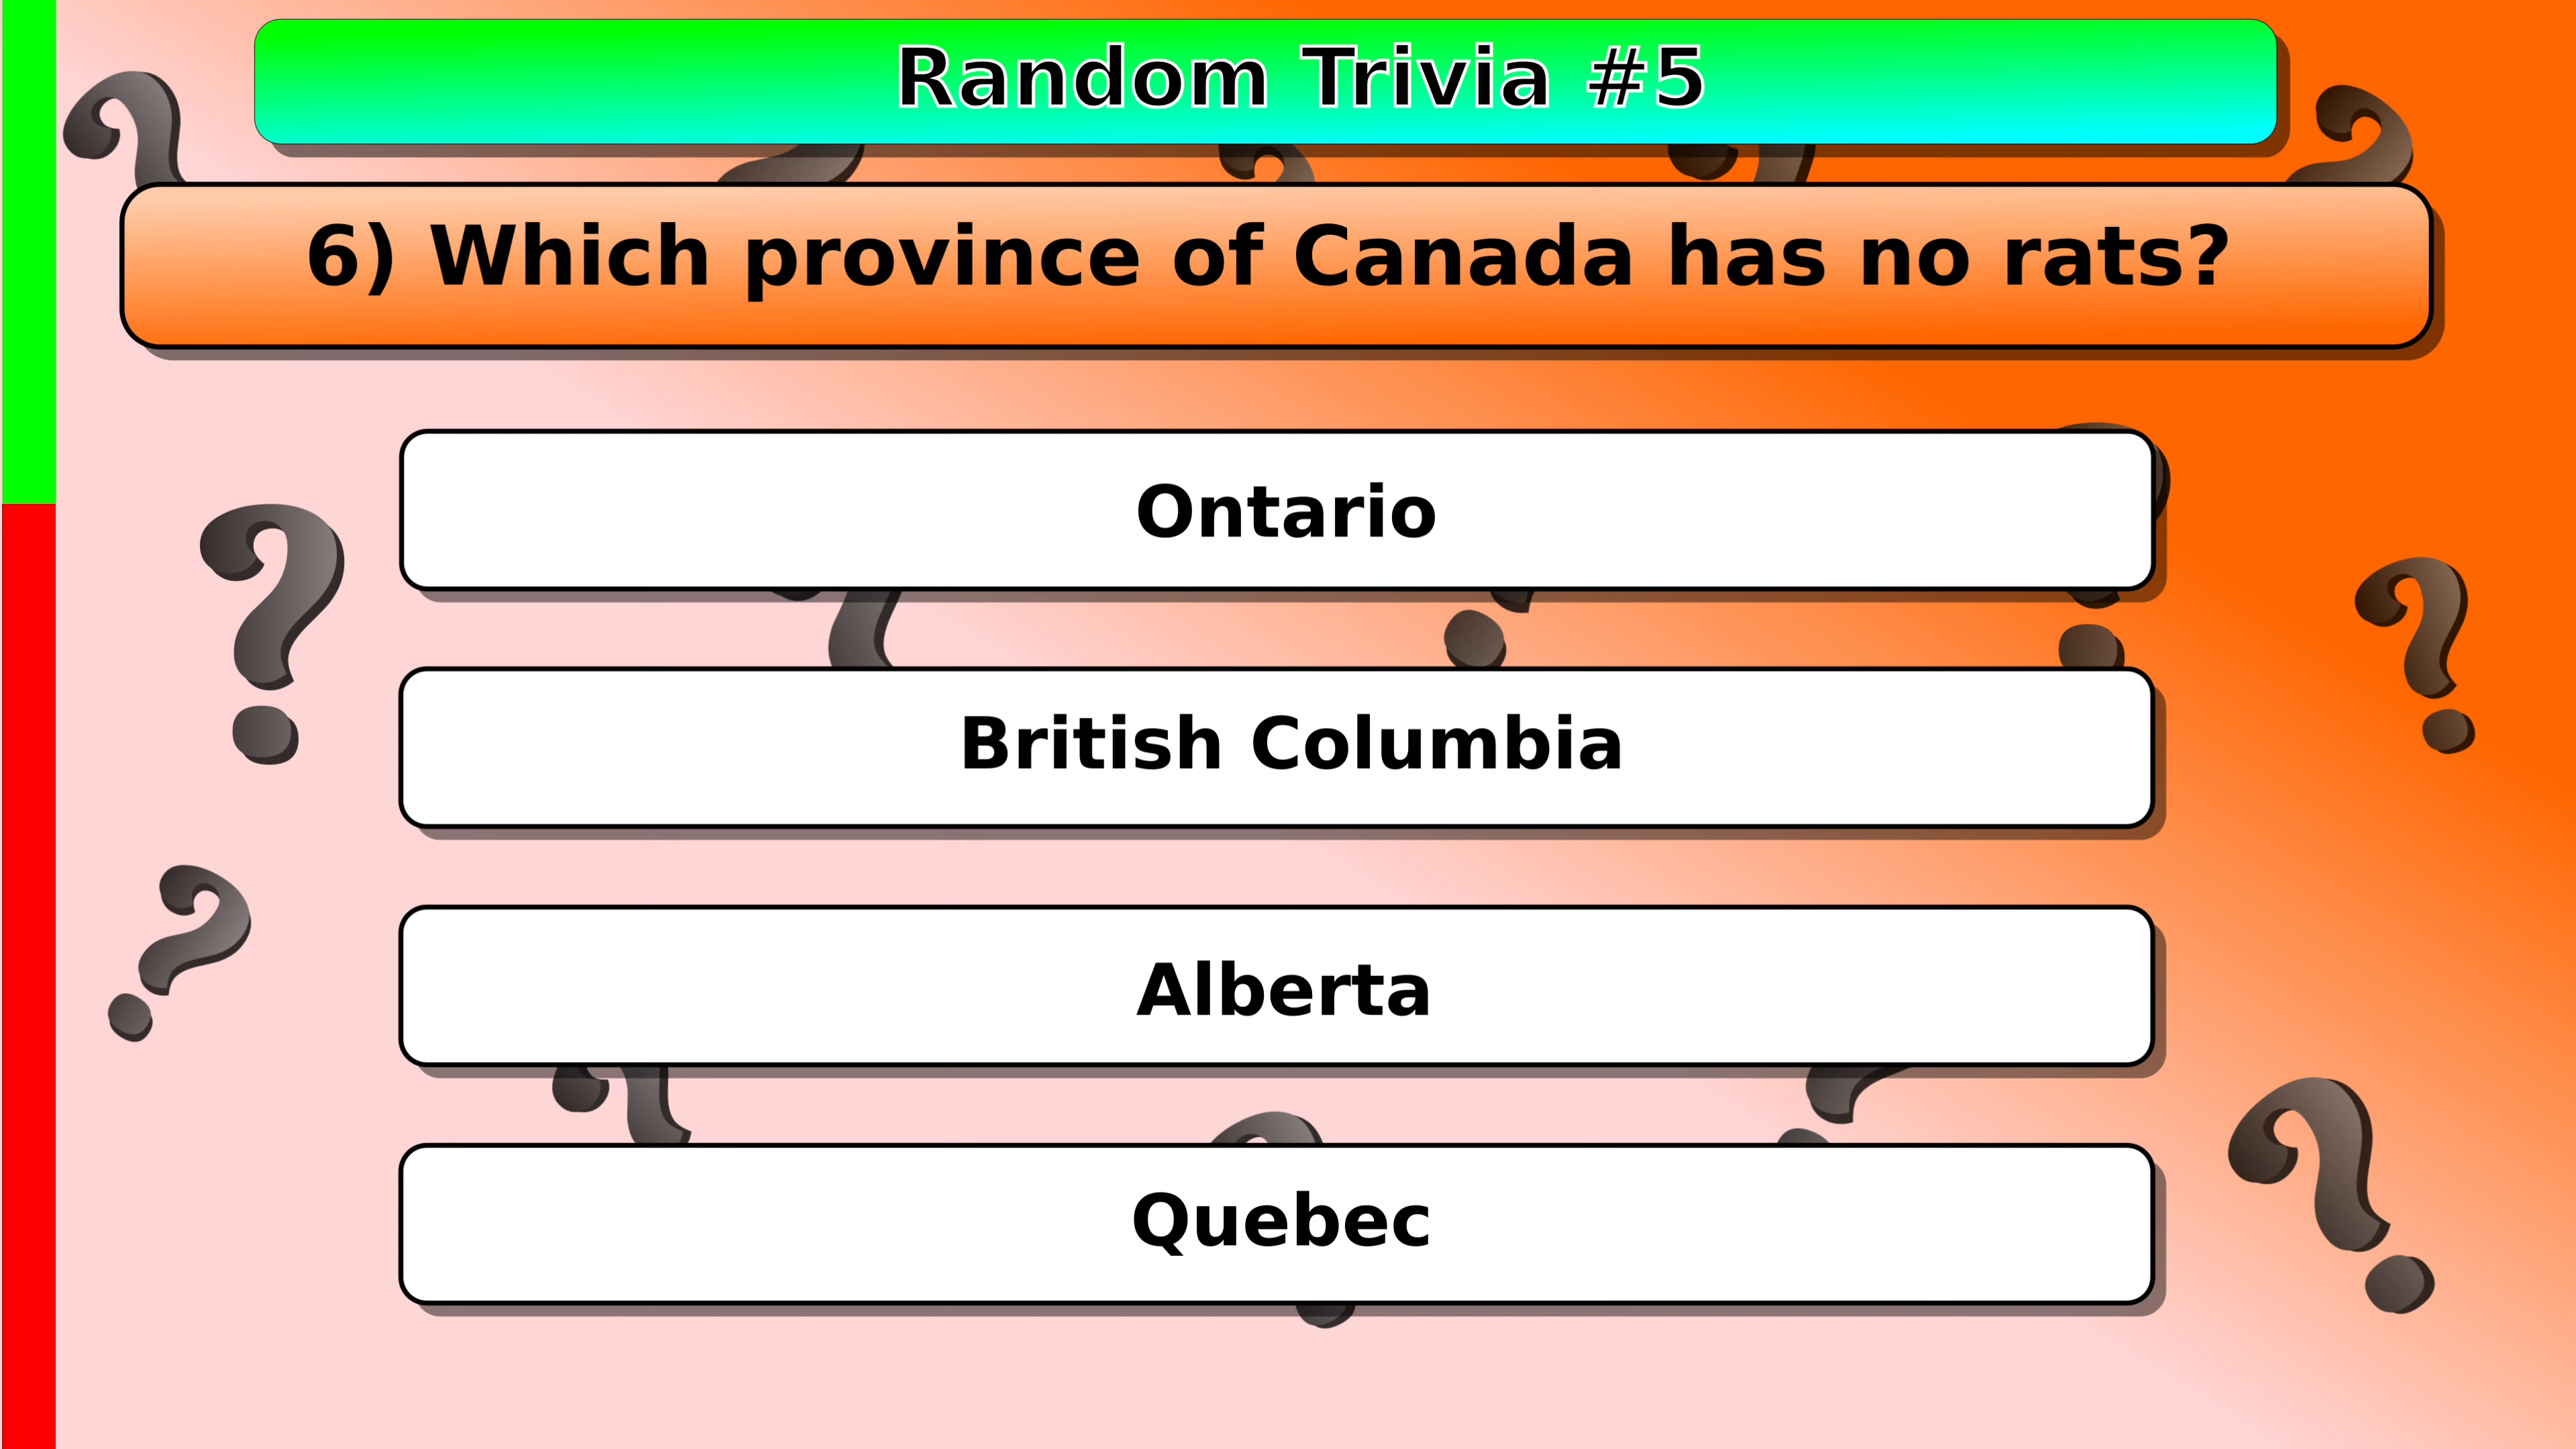 Random Trivia #5
6) Which province of Canada has no rats?
Ontario
British Columbia
Alberta
Quebec